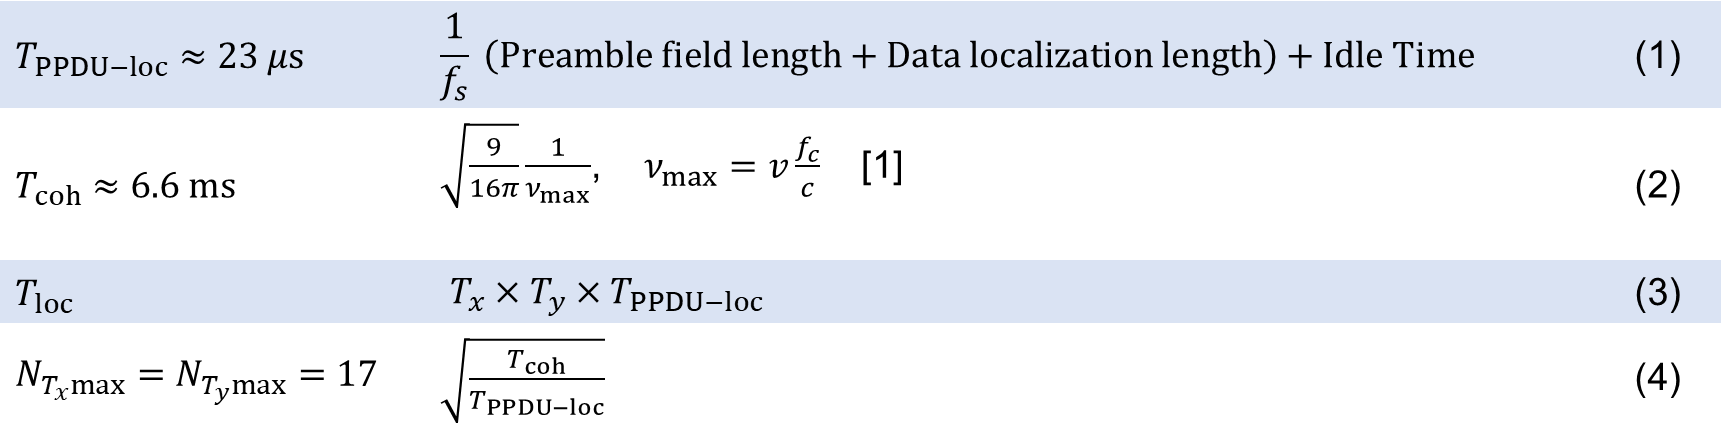 T_PPDU−loc ≈ 23 μs    1/f_s (Preamble field length + Data localization length) + Idle Time    (1)
T_coh ≈ 6.6 ms    √(9/16π) 1/ν_max,    ν_max = v f_c/c    [1]    (2)
T_loc    T_x × T_y × T_PPDU−loc    (3)
N_T_x max = N_T_y max = 17    √(T_coh/T_PPDU−loc)    (4)